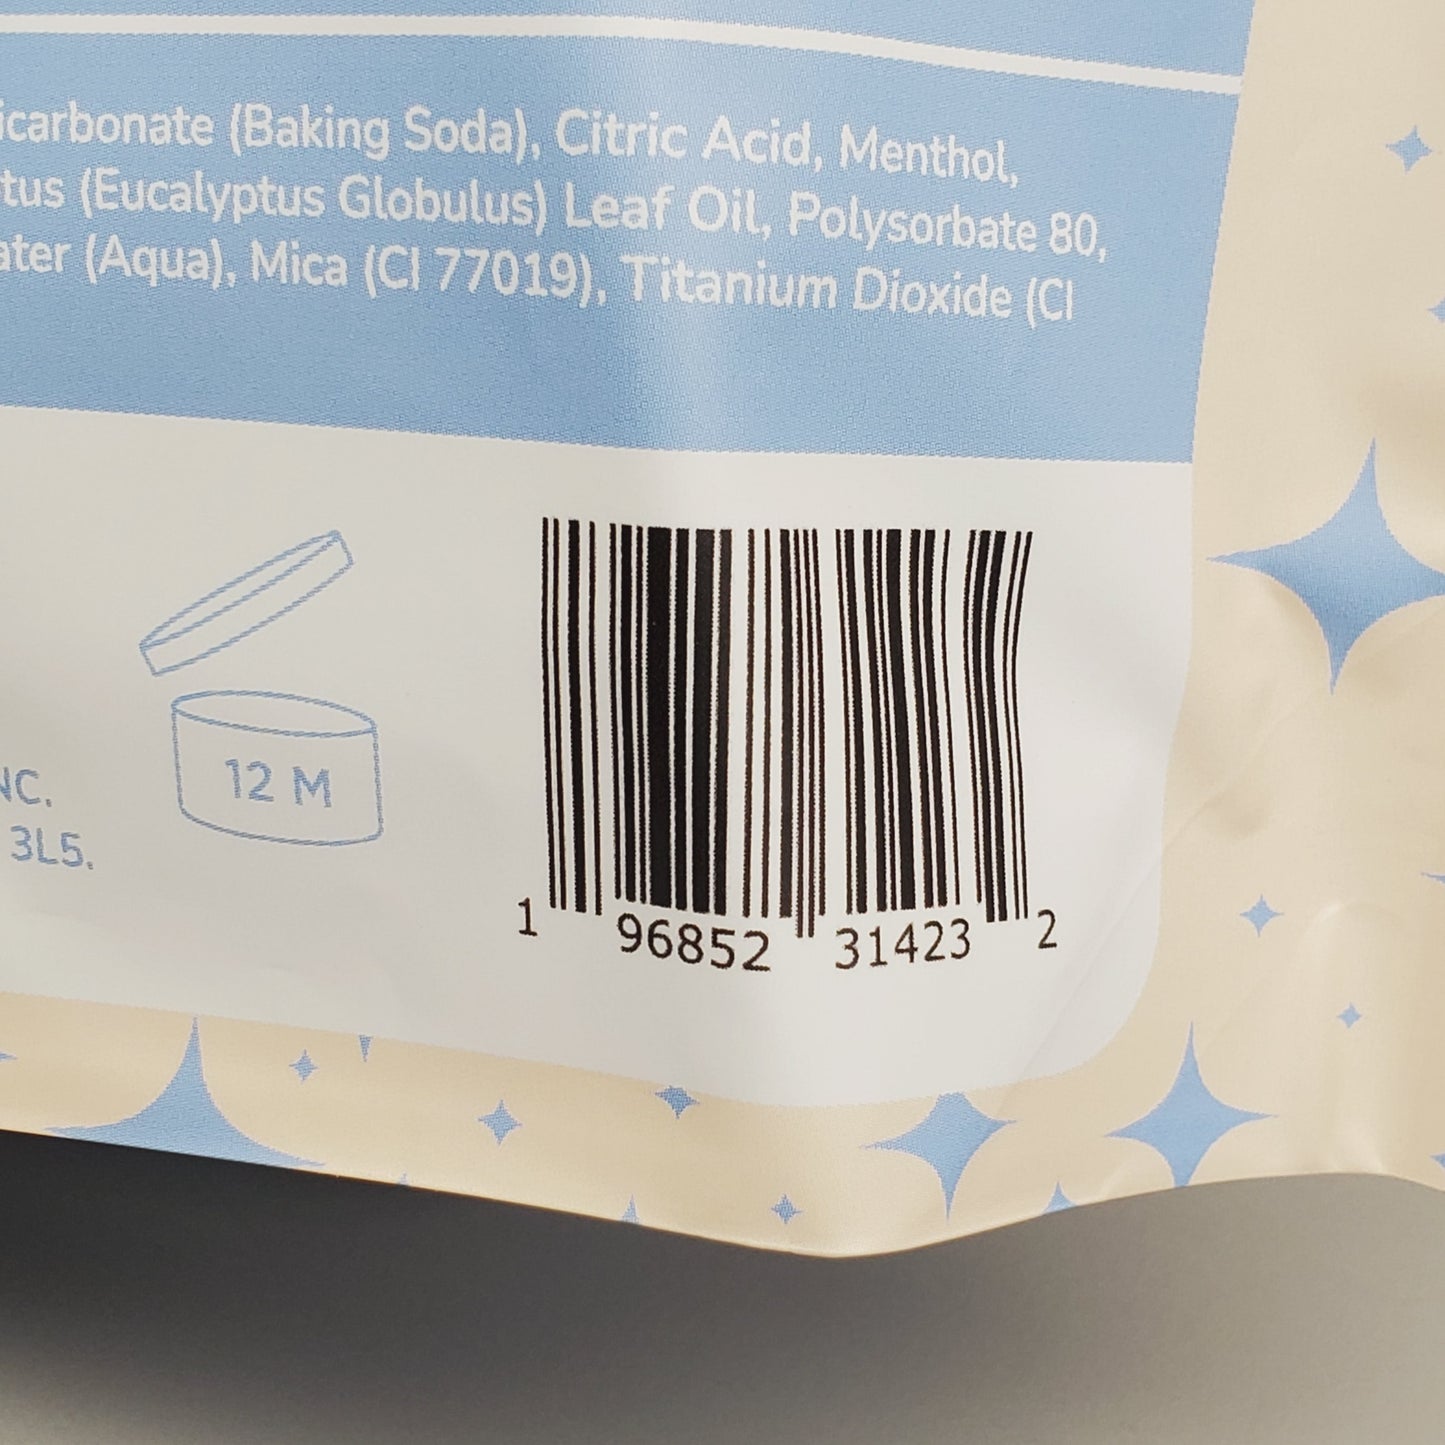 icarbonate (Baking Soda), Citric Acid, Menthol,
tus (Eucalyptus Globulus) Leaf Oil, Polysorbate 80,
ater (Aqua), Mica (CI 77019), Titanium Dioxide (CI
12 M
NC.
3L5.
1 96852 31423 2